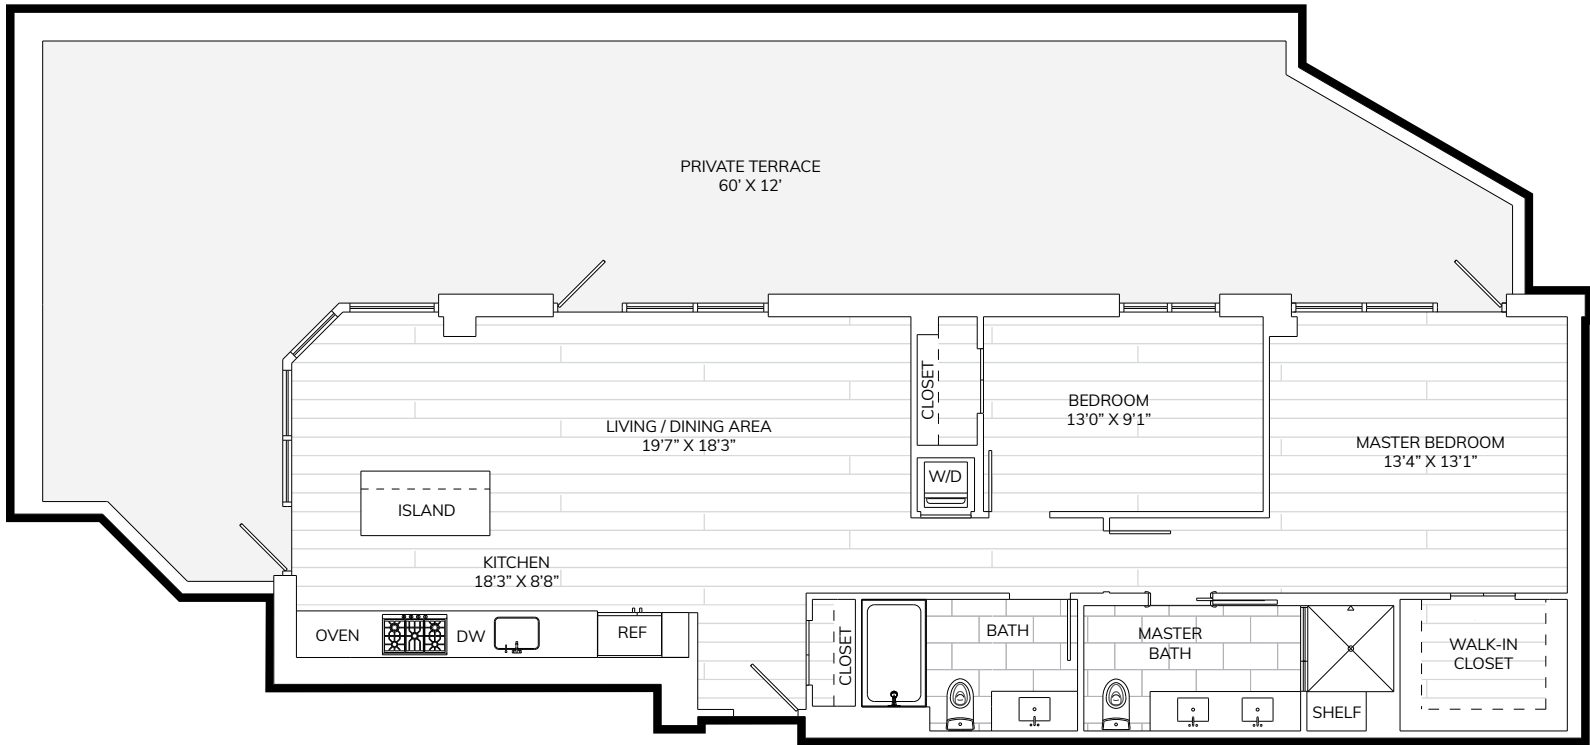 PRIVATE TERRACE
60’ X 12’
CLOSET
BEDROOM
13’0” X 9’1”
LIVING / DINING AREA
19’7” X 18’3”
MASTER BEDROOM
13’4” X 13’1”
W/D
ISLAND
KITCHEN
18’3” X 8’8”
OVEN
DW
REF
CLOSET
BATH
MASTER
BATH
WALK-IN
CLOSET
SHELF